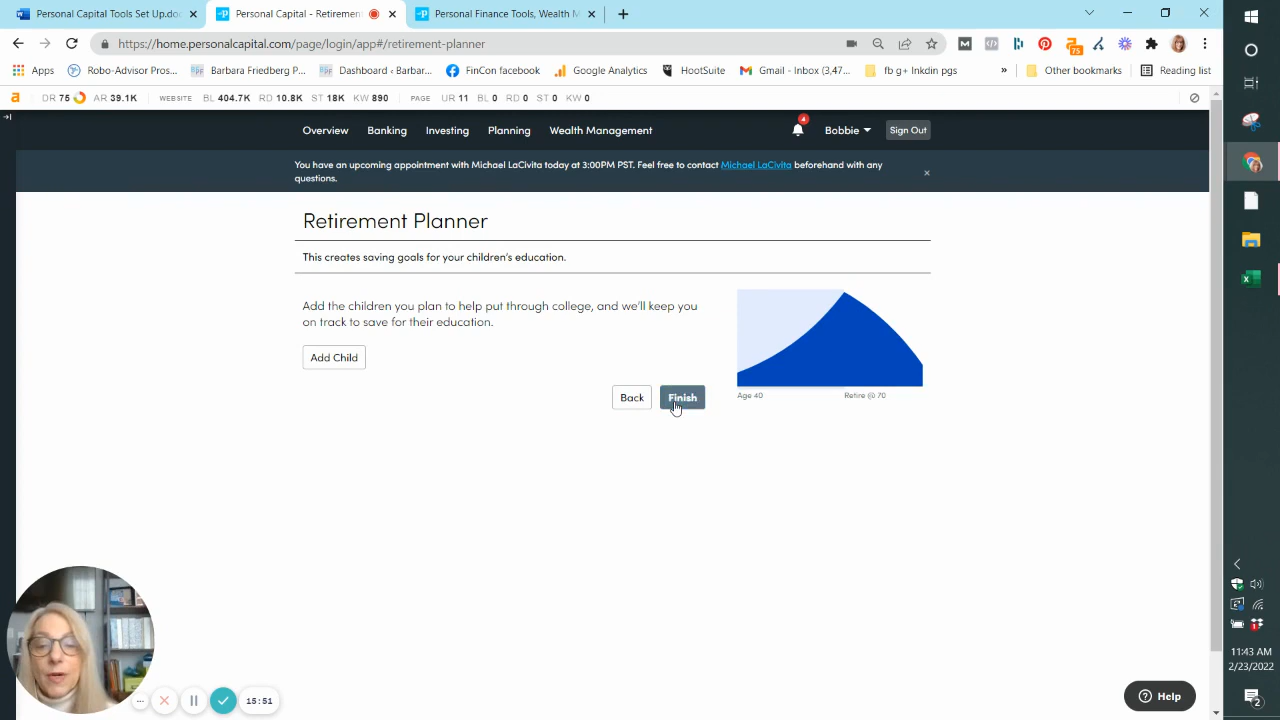 Personal Capital Tools Set Up.doc
Personal Capital - Retiremen
Personal Finance Tools, Wealth M
https://home.personalcapital.com/page/login/app#/retirement-planner
75
Apps
Robo-Advisor Pros...
Barbara Friedberg P...
Dashboard ‹ Barbar...
FinCon facebook
Google Analytics
HootSuite
Gmail - Inbox (3,47...
fb g+ lnkdin pgs
»
Other bookmarks
Reading list
DR 75 AR 39.1K WEBSITE BL 404.7K RD 10.8K ST 18K KW 890 PAGE UR 11 BL 0 RD 0 ST 0 KW 0
Overview Banking Investing Planning Wealth Management
4
Bobbie
Sign Out
You have an upcoming appointment with Michael LaCivita today at 3:00PM PST. Feel free to contact Michael LaCivita beforehand with any
questions.
Retirement Planner
This creates saving goals for your children's education.
Add the children you plan to help put through college, and we'll keep you
on track to save for their education.
Add Child
Back
Finish
Age 40
Retire @ 70
15:51
Help
11:43 AM
2/23/2022
2